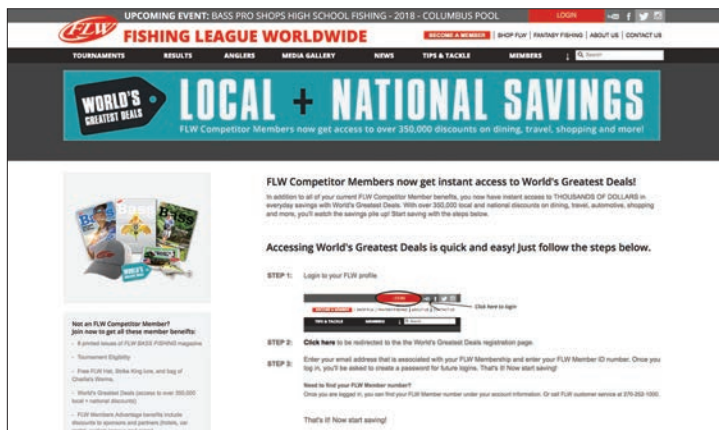 UPCOMING EVENT: BASS PRO SHOPS HIGH SCHOOL FISHING - 2018 - COLUMBUS POOL
LOGIN
FLW
FISHING LEAGUE WORLDWIDE
BECOME A MEMBER | SHOP FLW | FANTASY FISHING | ABOUT US | CONTACT US
TOURNAMENTS RESULTS ANGLERS MEDIA GALLERY NEWS TIPS & TACKLE MEMBERS Search
WORLD'S
GREATEST DEALS
LOCAL + NATIONAL SAVINGS
FLW Competitor Members now get access to over 350,000 discounts on dining, travel, shopping and more!
FLW Competitor Members now get instant access to World's Greatest Deals!
In addition to all of your current FLW Competitor Member benefits, you now have instant access to THOUSANDS OF DOLLARS in
everyday savings with World's Greatest Deals. With over 350,000 local and national discounts on dining, travel, automotive, shopping
and more, you'll watch the savings pile up! Start saving with the steps below.
Accessing World's Greatest Deals is quick and easy! Just follow the steps below.
STEP 1: Login to your FLW profile
Click here to login
TIPS & TACKLE MEMBERS Search
STEP 2: Click here to be redirected to the the World's Greatest Deals registration page.
STEP 3: Enter your email address that is associated with your FLW Membership and enter your FLW Member ID number. Once you
log in, you'll be asked to create a password for future logins. That's it! Now start saving!
Need to find your FLW Member number?
Once you are logged in, you can find your FLW Member number under your account information. Or call FLW customer service at 270-252-1000.
That's it! Now start saving!
Bass
Bass
WORLD'S
Not an FLW Competitor Member?
Join now to get all these member benefits:
- 8 printed issues of FLW BASS FISHING magazine
- Tournament Eligibility
- Free FLW Hat, Strike King lure, and bag of
Charlie's Worms.
- World's Greatest Deals (access to over 350,000
local + national discounts)
- FLW Members Advantage benefits include
discounts to sponsors and partners (hotels, car